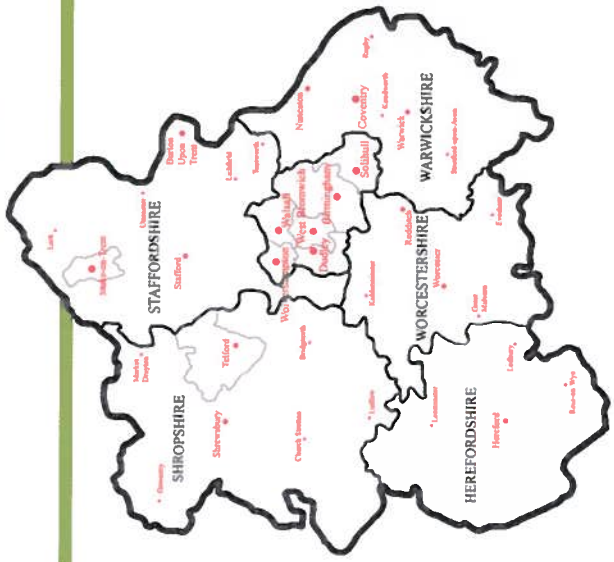 Leek
Stoke-on-Trent
Uttoxeter
STAFFORDSHIRE
Stafford
Burton
Upon
Trent
Lichfield
Tamworth
Market
Drayton
Oswestry
SHROPSHIRE
Telford
Shrewsbury
Bridgnorth
Church Stretton
Ludlow
Wolverhampton
Walsall
West Bromwich
Dudley
Birmingham
Solihull
Nuneaton
Rugby
Coventry
Kenilworth
Warwick
WARWICKSHIRE
Stratford-upon-Avon
Kidderminster
Redditch
WORCESTERSHIRE
Worcester
Great
Malvern
Evesham
Leominster
HEREFORDSHIRE
Hereford
Ledbury
Ross-on-Wye